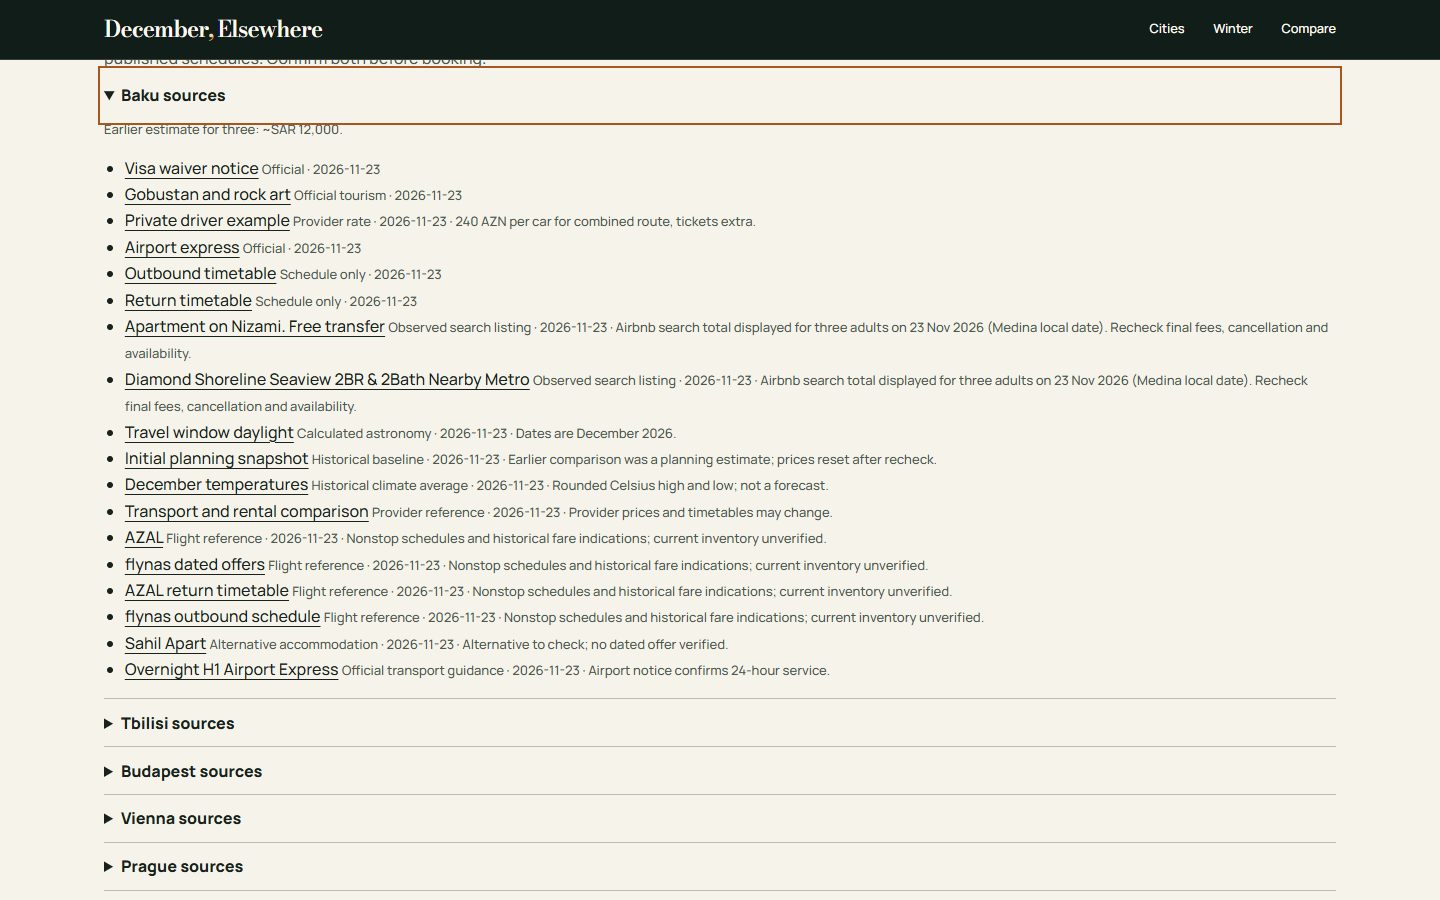 December, Elsewhere
Cities Winter Compare
published schedules. Confirm both before booking.
Baku sources
Earlier estimate for three: ~SAR 12,000.
Visa waiver notice Official · 2026-11-23
Gobustan and rock art Official tourism · 2026-11-23
Private driver example Provider rate · 2026-11-23 · 240 AZN per car for combined route, tickets extra.
Airport express Official · 2026-11-23
Outbound timetable Schedule only · 2026-11-23
Return timetable Schedule only · 2026-11-23
Apartment on Nizami. Free transfer Observed search listing · 2026-11-23 · Airbnb search total displayed for three adults on 23 Nov 2026 (Medina local date). Recheck final fees, cancellation and
availability.
Diamond Shoreline Seaview 2BR & 2Bath Nearby Metro Observed search listing · 2026-11-23 · Airbnb search total displayed for three adults on 23 Nov 2026 (Medina local date). Recheck
final fees, cancellation and availability.
Travel window daylight Calculated astronomy · 2026-11-23 · Dates are December 2026.
Initial planning snapshot Historical baseline · 2026-11-23 · Earlier comparison was a planning estimate; prices reset after recheck.
December temperatures Historical climate average · 2026-11-23 · Rounded Celsius high and low; not a forecast.
Transport and rental comparison Provider reference · 2026-11-23 · Provider prices and timetables may change.
AZAL Flight reference · 2026-11-23 · Nonstop schedules and historical fare indications; current inventory unverified.
flynas dated offers Flight reference · 2026-11-23 · Nonstop schedules and historical fare indications; current inventory unverified.
AZAL return timetable Flight reference · 2026-11-23 · Nonstop schedules and historical fare indications; current inventory unverified.
flynas outbound schedule Flight reference · 2026-11-23 · Nonstop schedules and historical fare indications; current inventory unverified.
Sahil Apart Alternative accommodation · 2026-11-23 · Alternative to check; no dated offer verified.
Overnight H1 Airport Express Official transport guidance · 2026-11-23 · Airport notice confirms 24-hour service.
Tbilisi sources
Budapest sources
Vienna sources
Prague sources